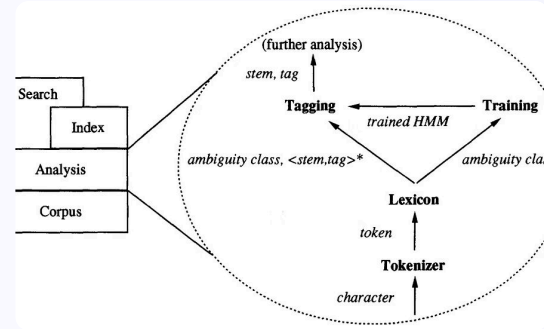 (further analysis)
stem, tag
Search
Tagging
Training
trained HMM
Index
Analysis
ambiguity class, <stem,tag>*
ambiguity clas
Lexicon
Corpus
token
Tokenizer
character